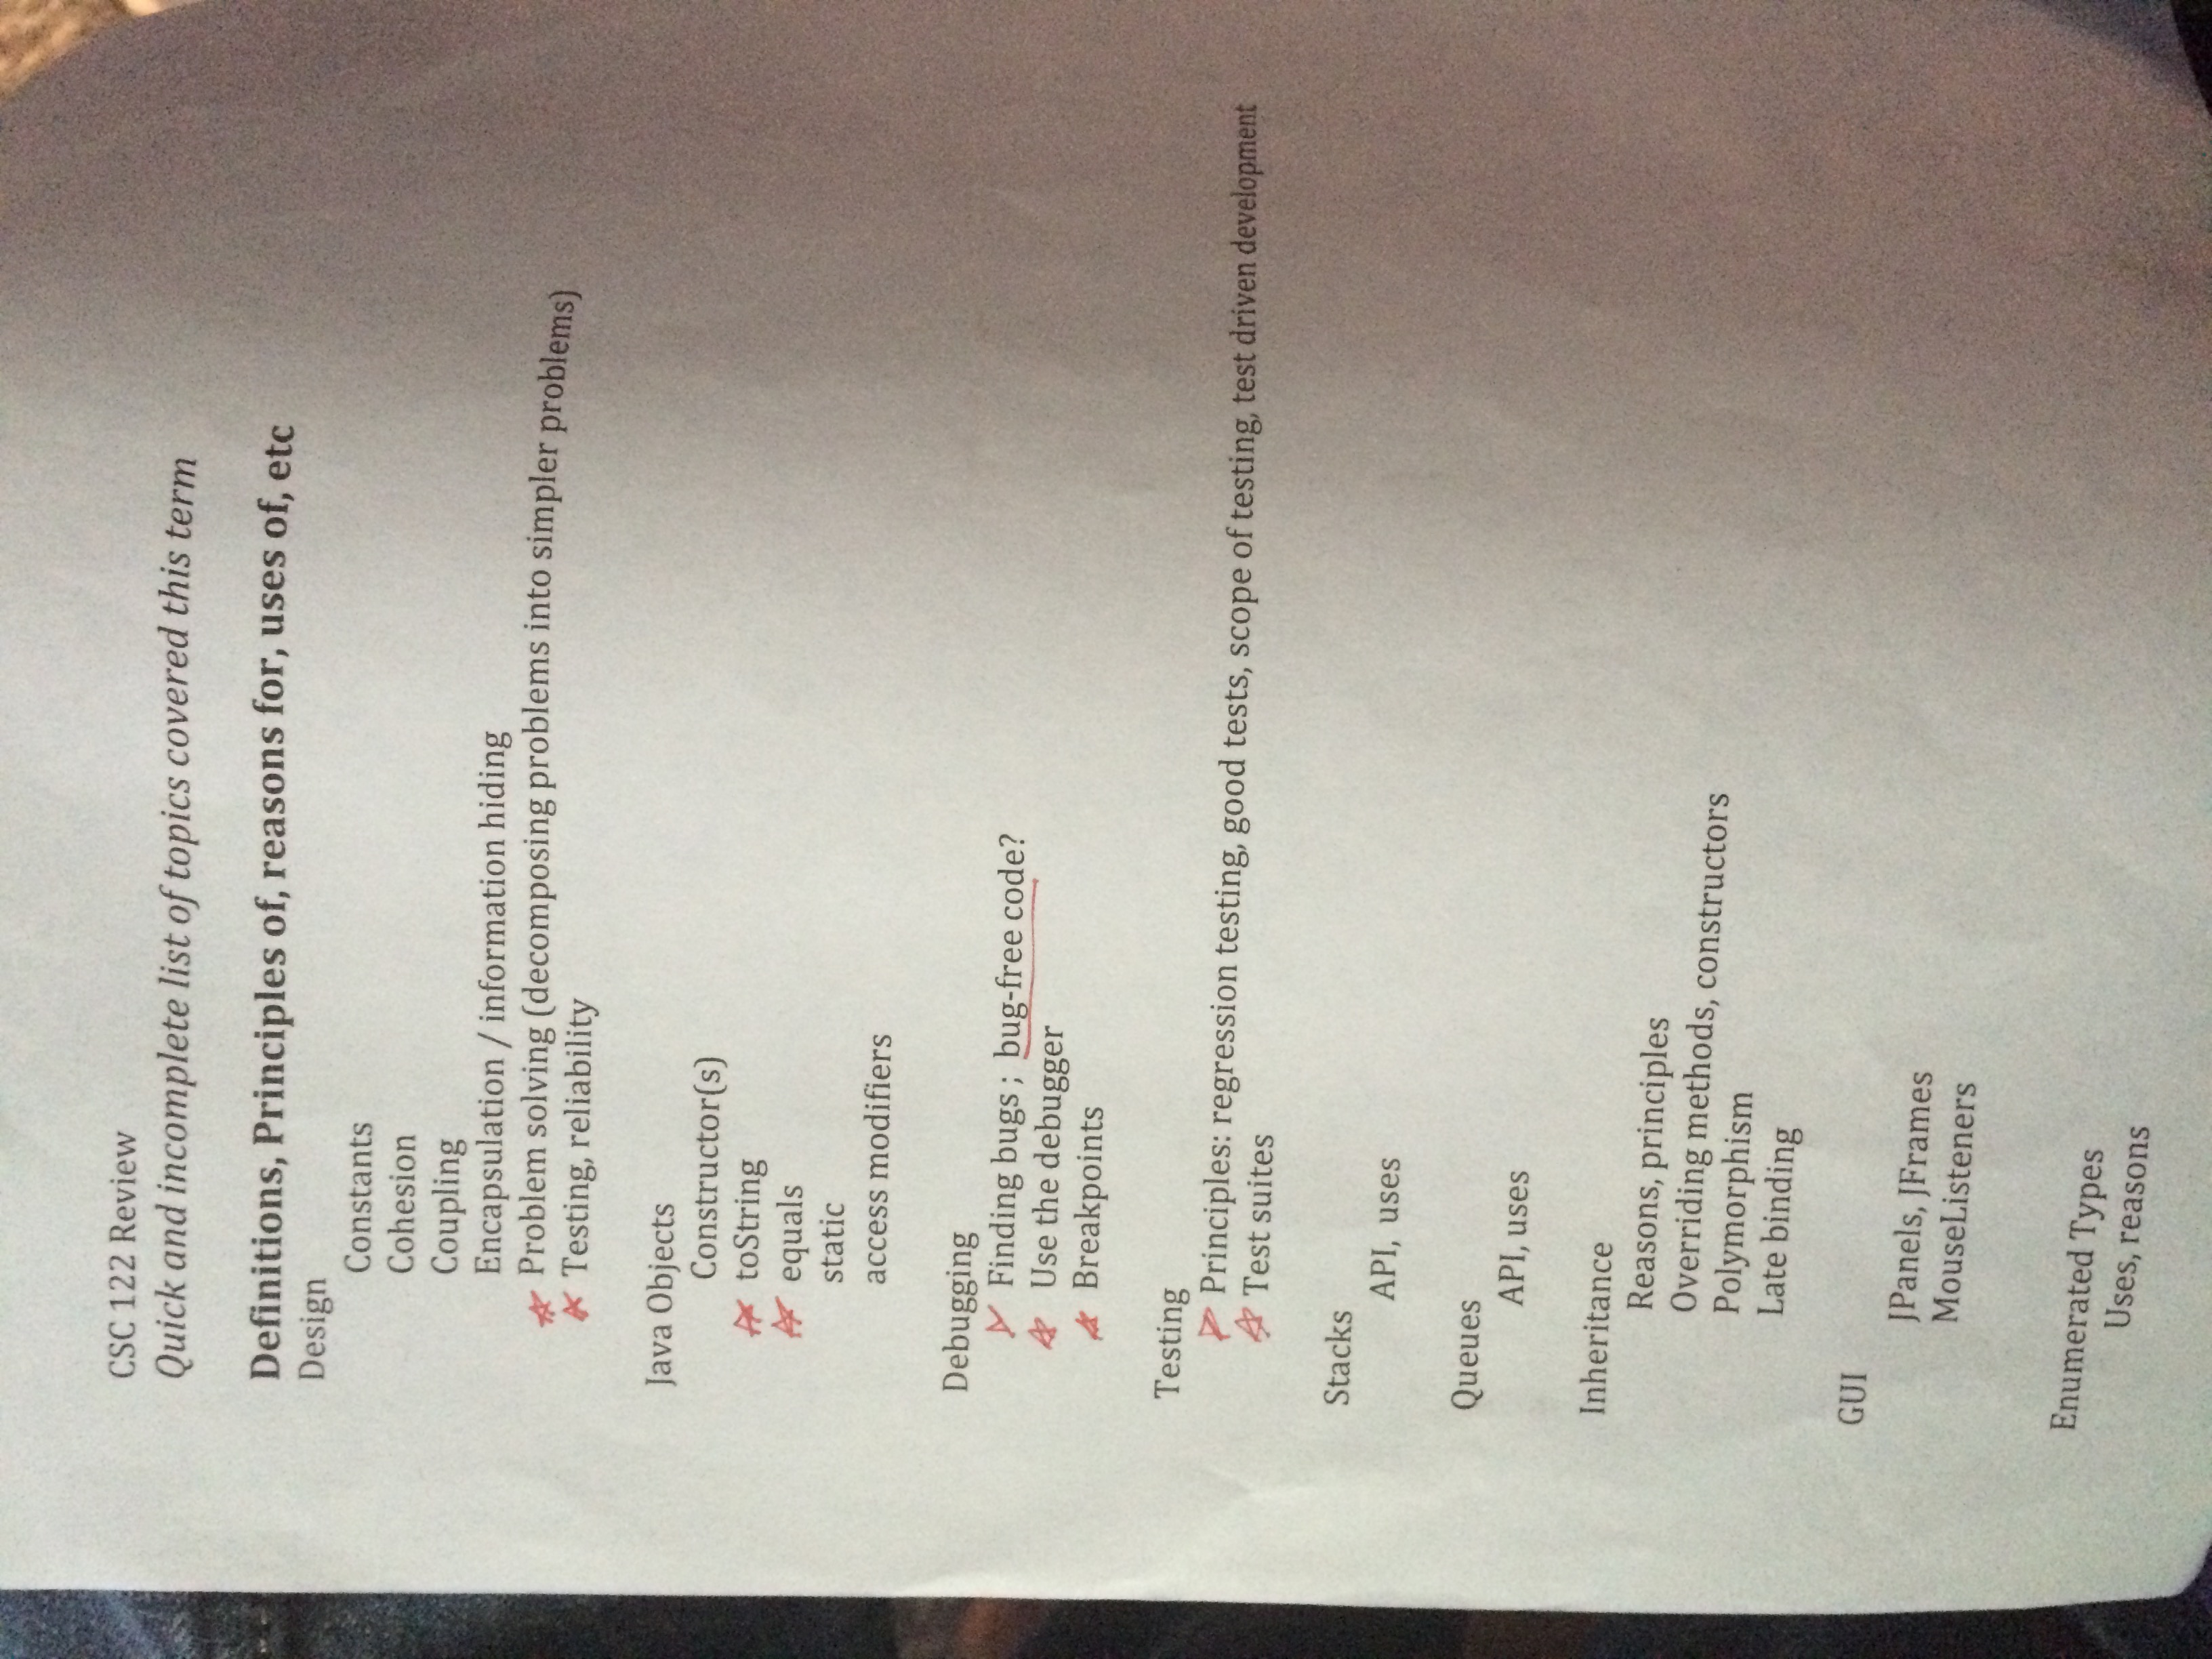 CSC 122 Review
Quick and incomplete list of topics covered this term
Definitions, Principles of, reasons for, uses of, etc
Design
Constants
Cohesion
Coupling
Encapsulation / information hiding
Problem solving (decomposing problems into simpler problems)
Testing, reliability
Java Objects
Constructor(s)
toString
equals
static
access modifiers
Debugging
Finding bugs ; bug-free code?
Use the debugger
Breakpoints
Testing
Principles: regression testing, good tests, scope of testing, test driven development
Test suites
Stacks
API, uses
Queues
API, uses
Inheritance
Reasons, principles
Overriding methods, constructors
Polymorphism
Late binding
GUI
JPanels, JFrames
MouseListeners
Enumerated Types
Uses, reasons